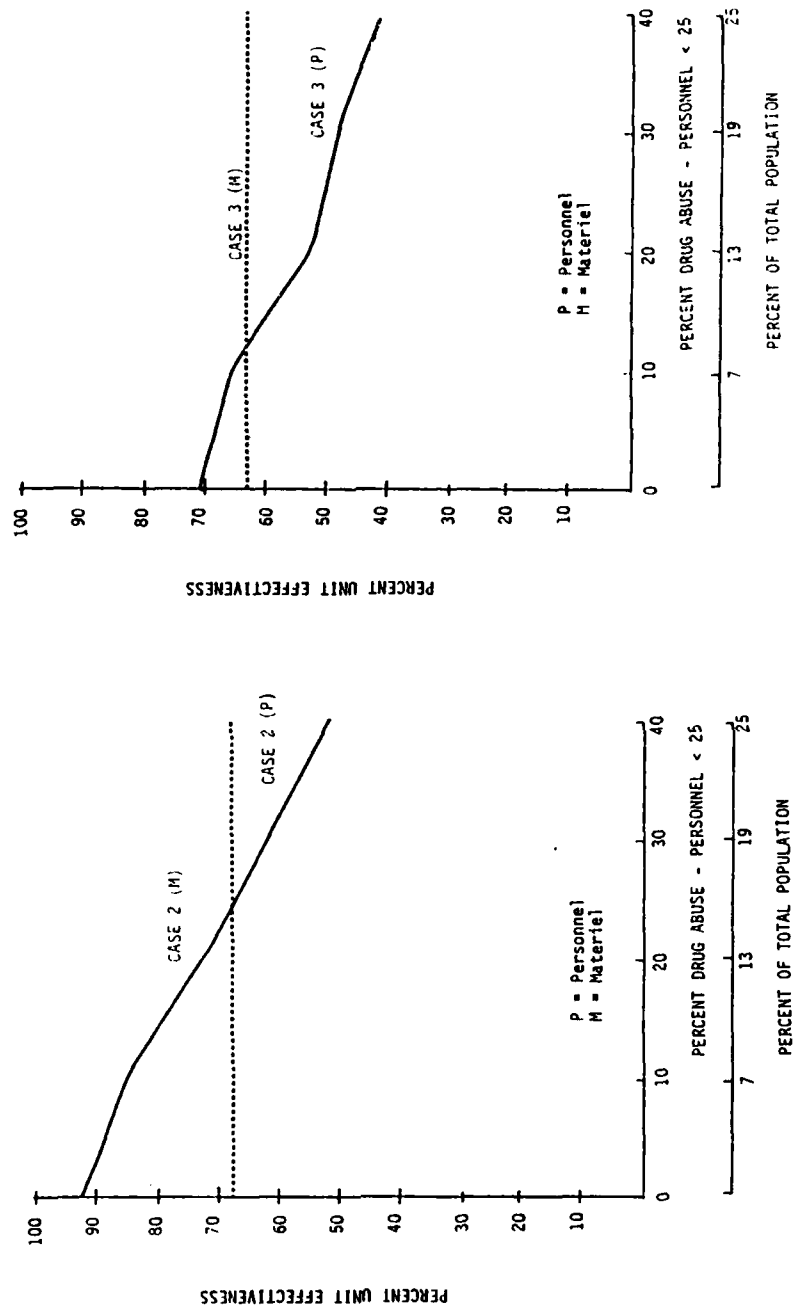 PERCENT UNIT EFFECTIVENESS
100
90
80
70
60
50
40
30
20
10
CASE 2 (M)
CASE 2 (P)
P = Personnel
M = Materiel
0
10
20
30
40
PERCENT DRUG ABUSE - PERSONNEL < 25
7
13
19
25
PERCENT OF TOTAL POPULATION
PERCENT UNIT EFFECTIVENESS
100
90
80
70
60
50
40
30
20
10
CASE 3 (M)
CASE 3 (P)
P = Personnel
M = Materiel
0
10
20
30
40
PERCENT DRUG ABUSE - PERSONNEL < 25
7
13
19
25
PERCENT OF TOTAL POPULATION